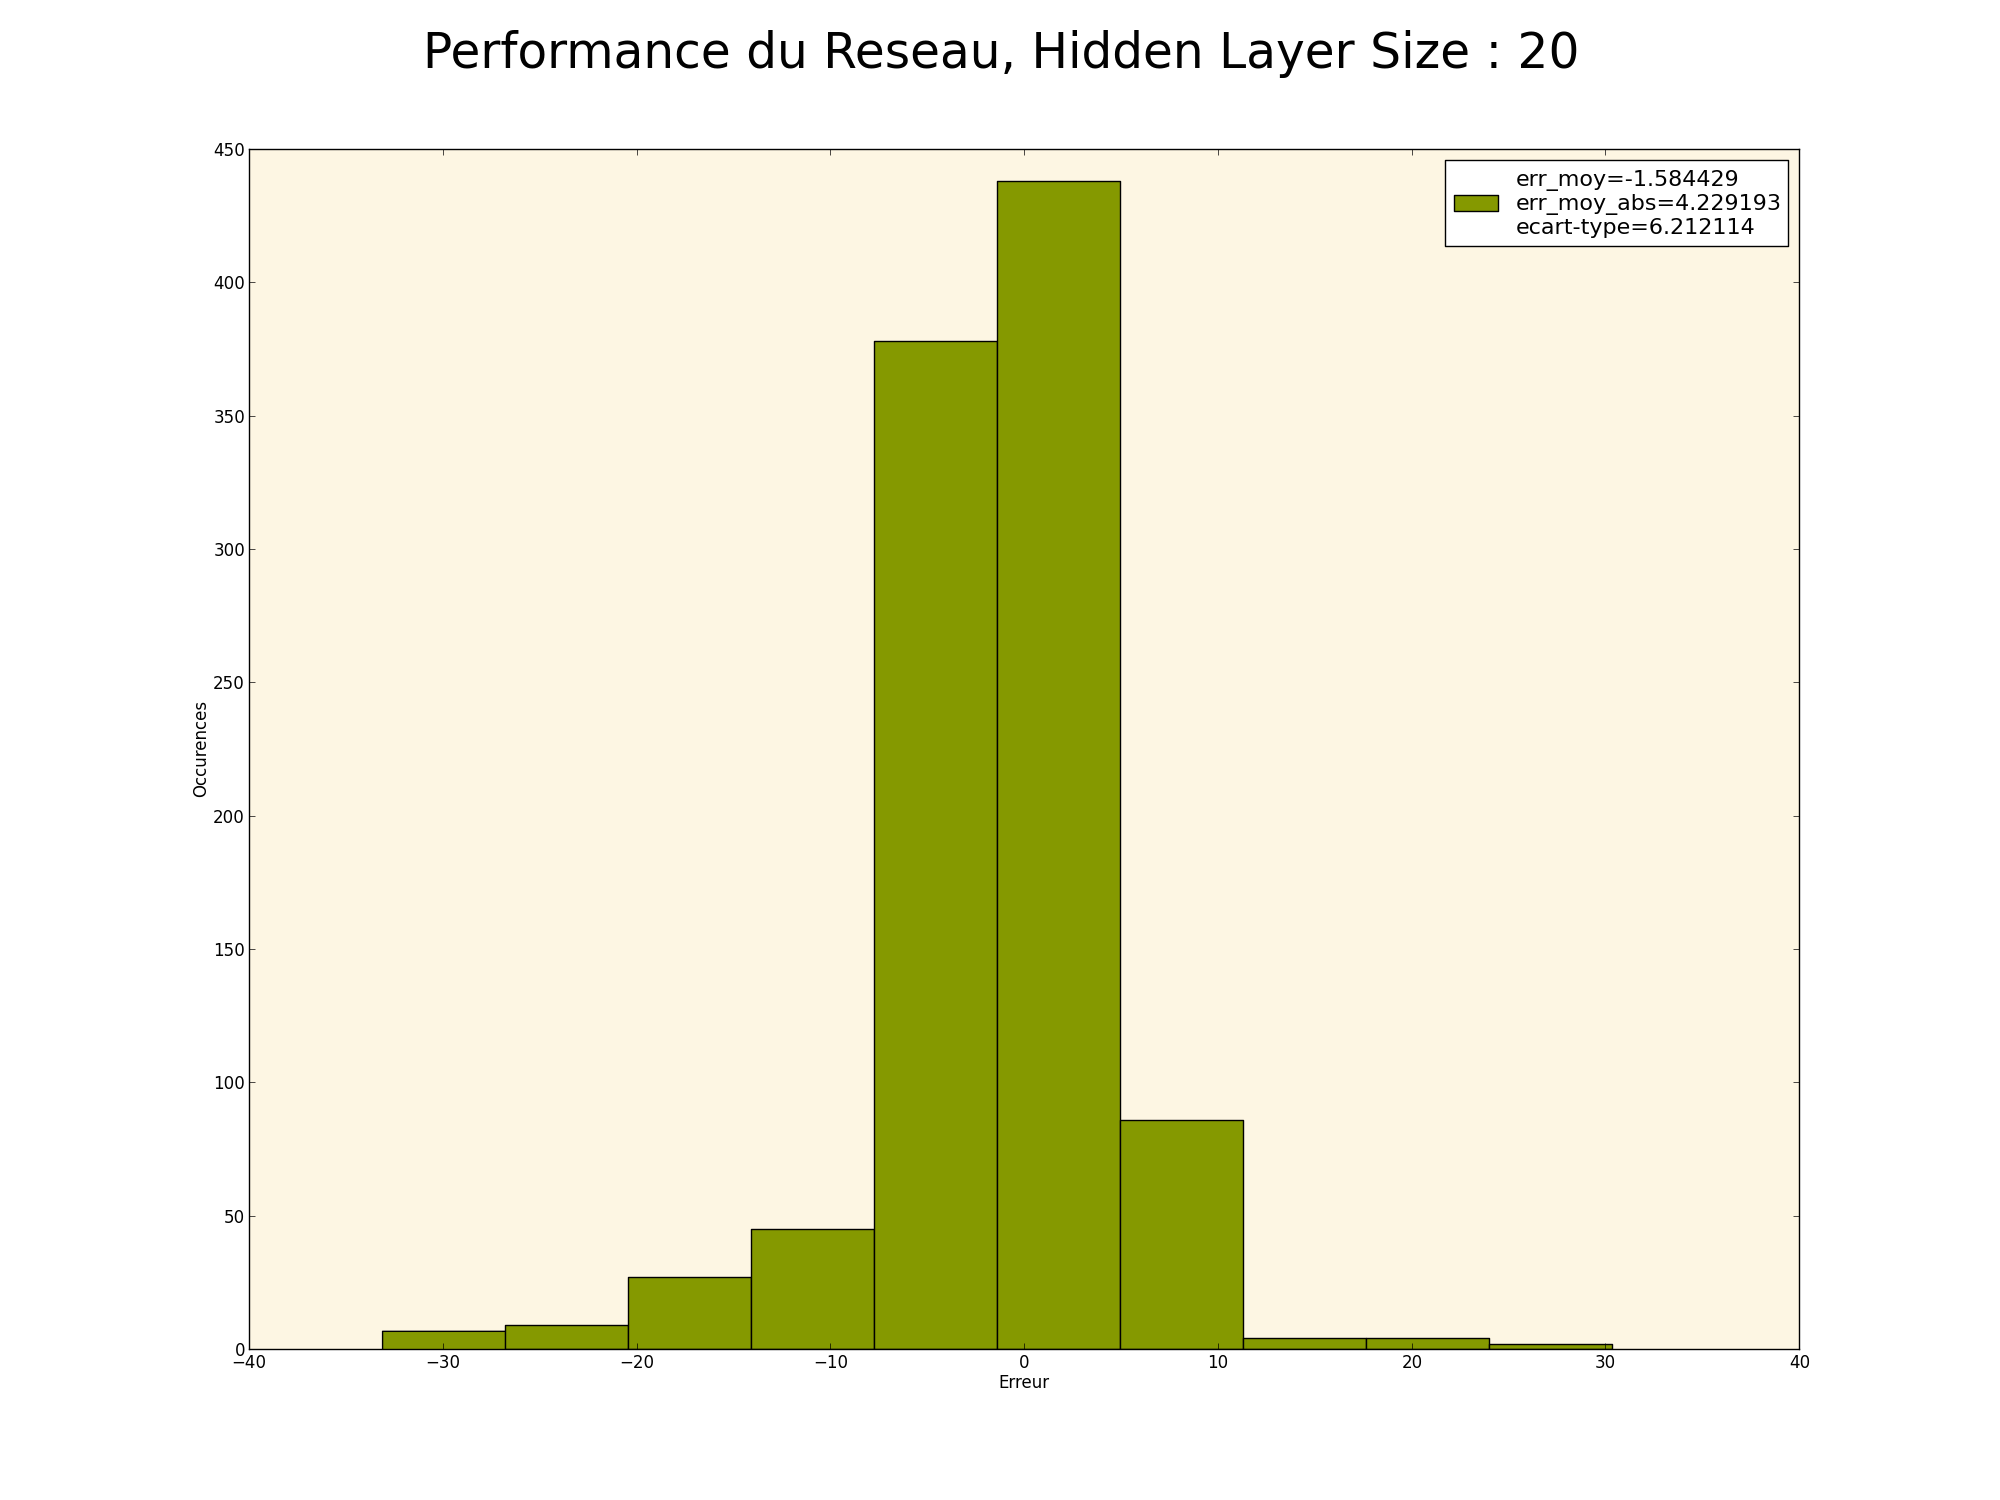 Performance du Reseau, Hidden Layer Size : 20
450
400
350
300
250
200
150
100
50
0
Occurences
err_moy=-1.584429
err_moy_abs=4.229193
ecart-type=6.212114
−40 −30 −20 −10 0 10 20 30 40
Erreur